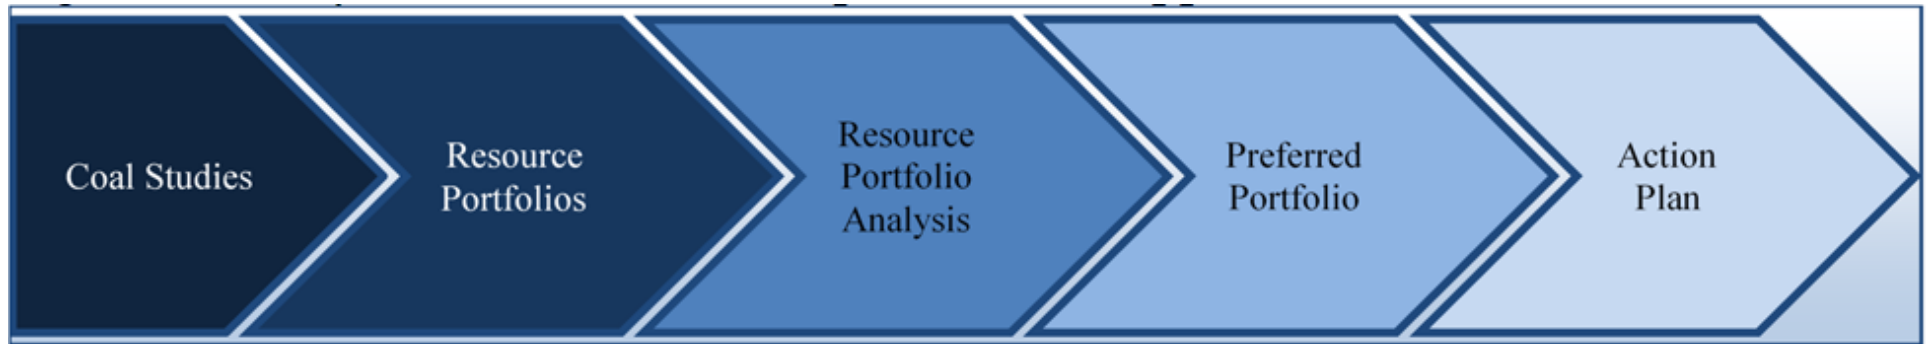 Coal Studies
Resource
Portfolios
Resource
Portfolio
Analysis
Preferred
Portfolio
Action
Plan